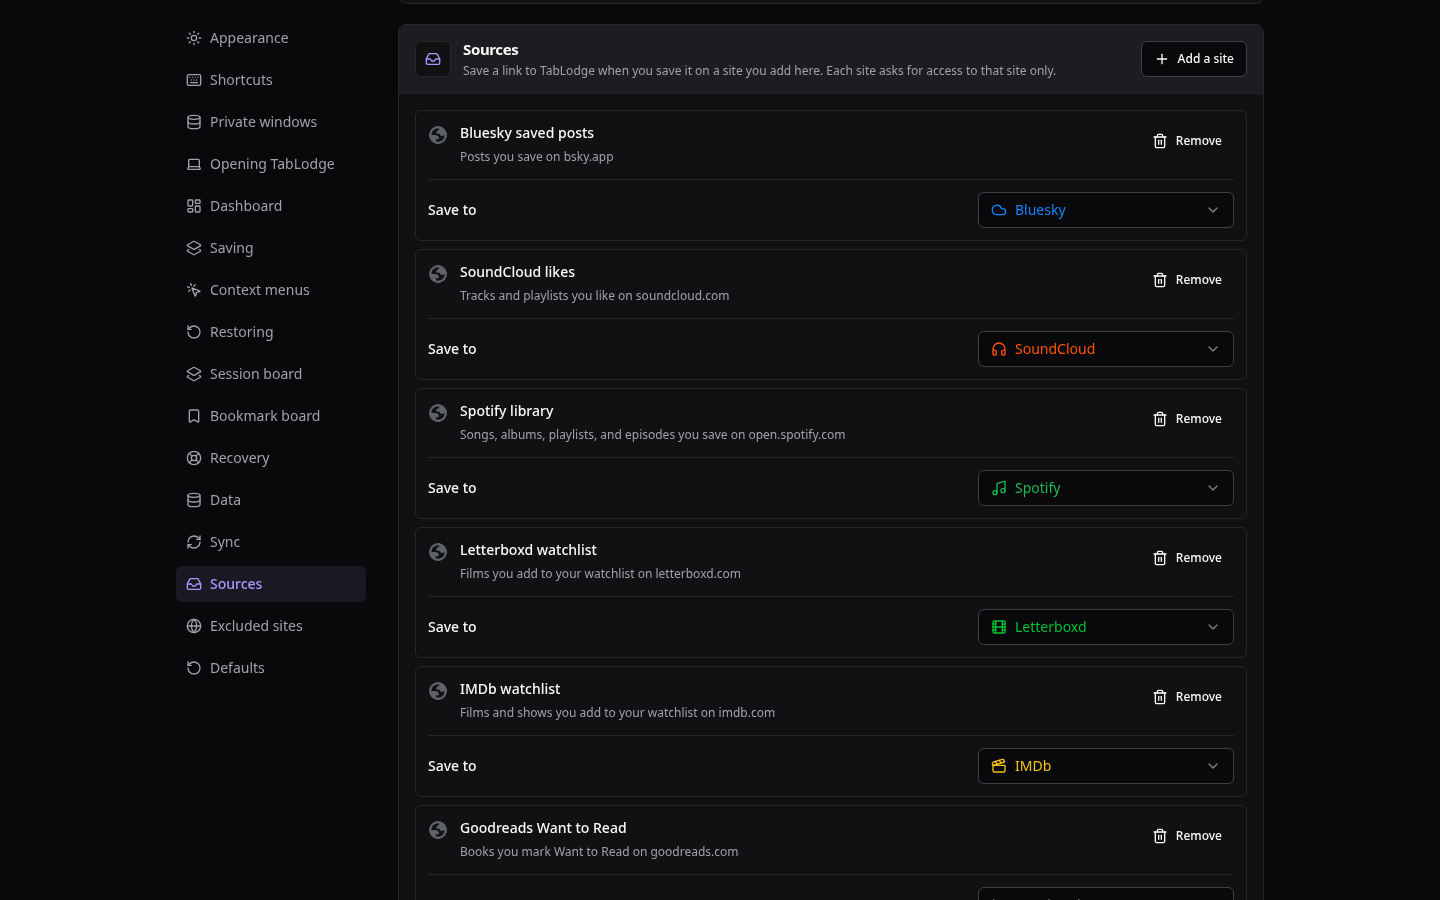 Appearance
Shortcuts
Private windows
Opening TabLodge
Dashboard
Saving
Context menus
Restoring
Session board
Bookmark board
Recovery
Data
Sync
Sources
Excluded sites
Defaults
Sources
Save a link to TabLodge when you save it on a site you add here. Each site asks for access to that site only.
Add a site
Bluesky saved posts
Posts you save on bsky.app
Remove
Save to
Bluesky
SoundCloud likes
Tracks and playlists you like on soundcloud.com
Remove
Save to
SoundCloud
Spotify library
Songs, albums, playlists, and episodes you save on open.spotify.com
Remove
Save to
Spotify
Letterboxd watchlist
Films you add to your watchlist on letterboxd.com
Remove
Save to
Letterboxd
IMDb watchlist
Films and shows you add to your watchlist on imdb.com
Remove
Save to
IMDb
Goodreads Want to Read
Books you mark Want to Read on goodreads.com
Remove